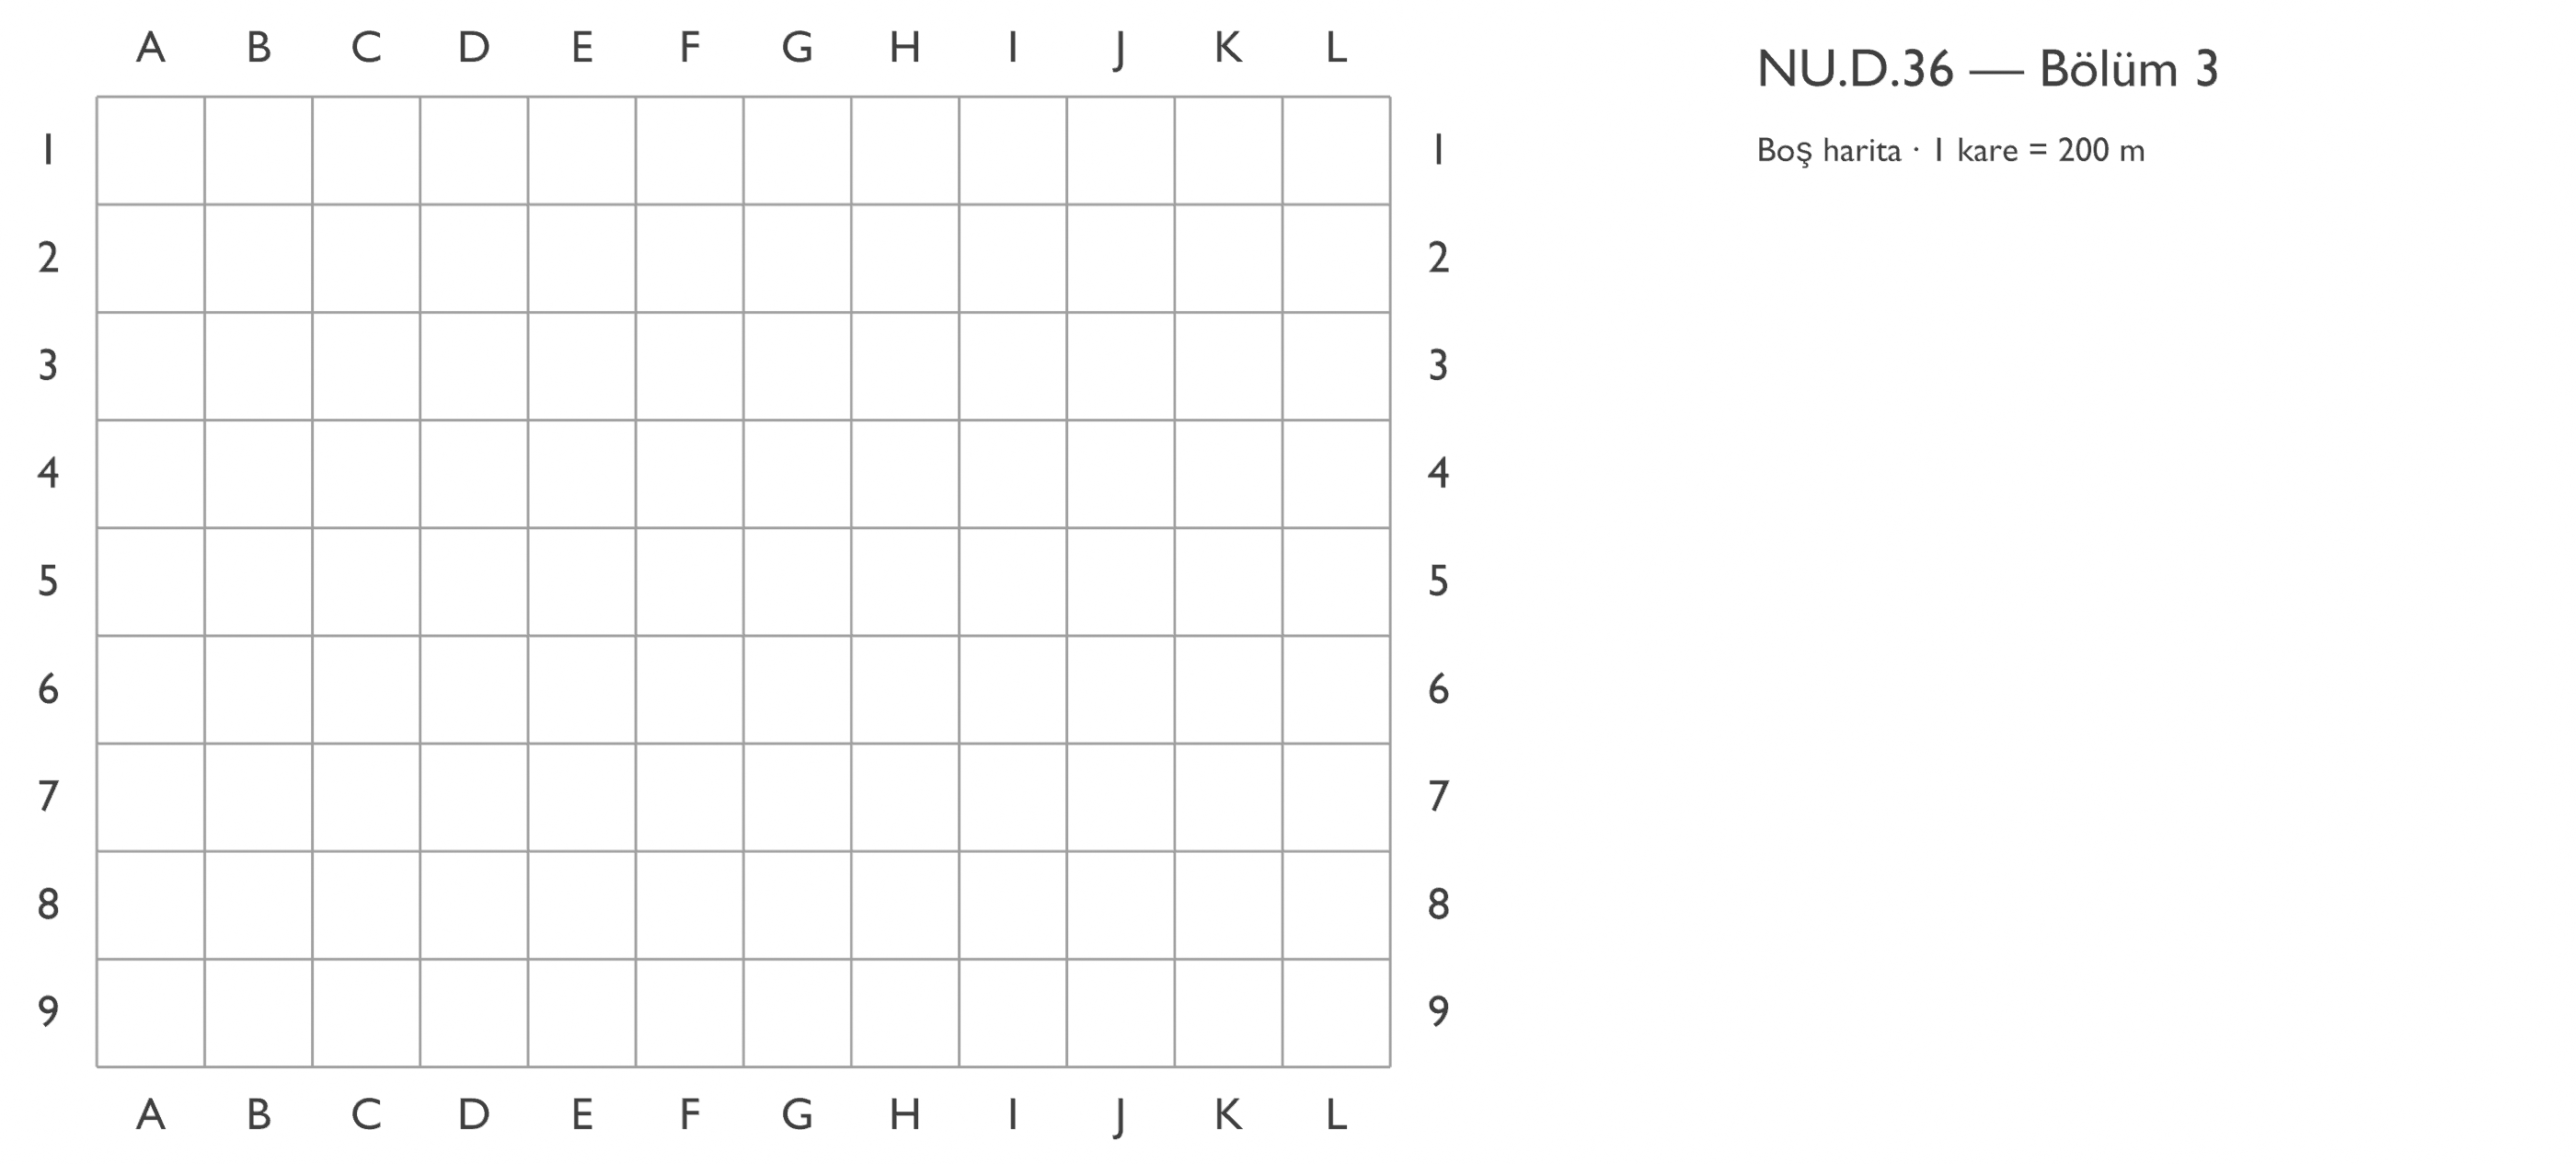 A B C D E F G H I J K L
NU.D.36 — Bölüm 3
Boş harita · 1 kare = 200 m
1 1
2 2
3 3
4 4
5 5
6 6
7 7
8 8
9 9
A B C D E F G H I J K L